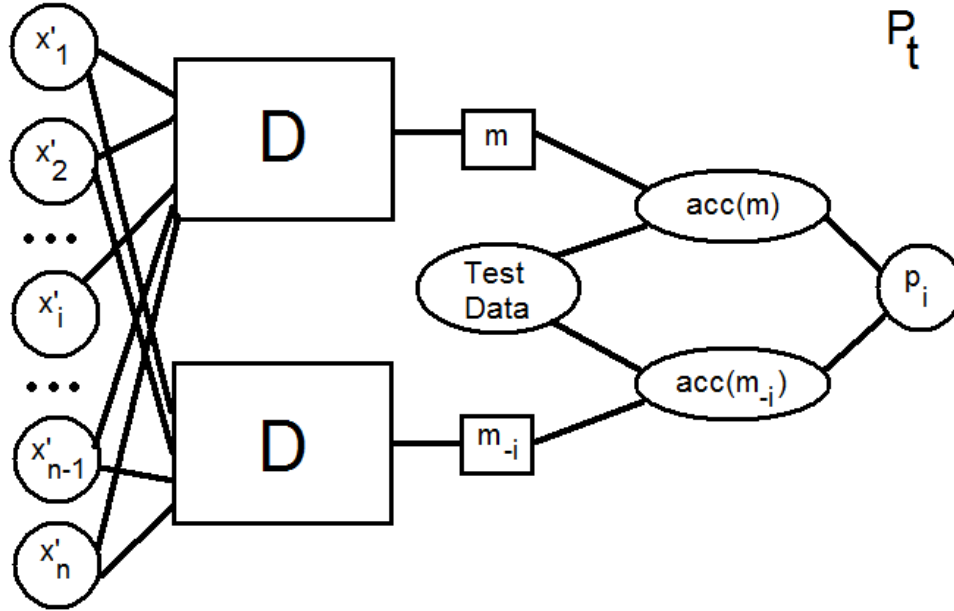 x'1
x'2
...
x'i
...
x'n-1
x'n
D
D
m
m-i
Test
Data
acc(m)
acc(m-i)
pi
Pt